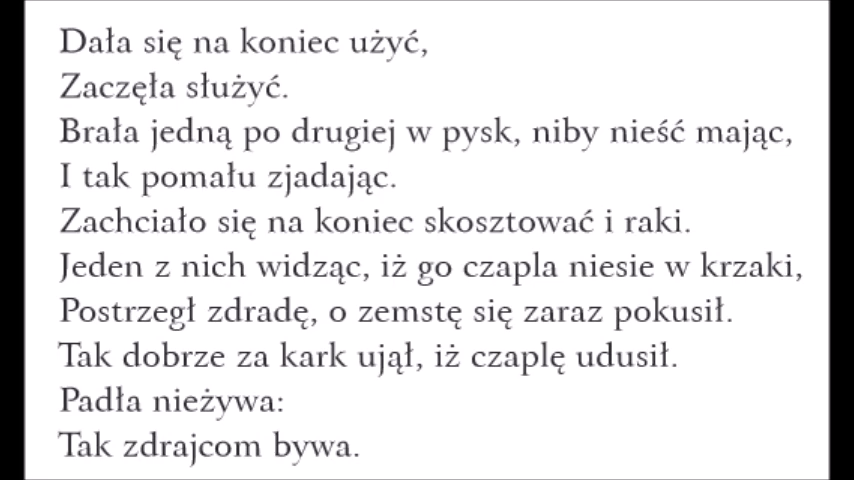 Dała się na koniec użyć,
Zaczęła służyć.
Brała jedną po drugiej w pysk, niby nieść mając,
I tak pomału zjadając.
Zachciało się na koniec skosztować i raki.
Jeden z nich widząc, iż go czapla niesie w krzaki,
Postrzegł zdradę, o zemstę się zaraz pokusił.
Tak dobrze za kark ujął, iż czaplę udusił.
Padła nieżywa:
Tak zdrajcom bywa.